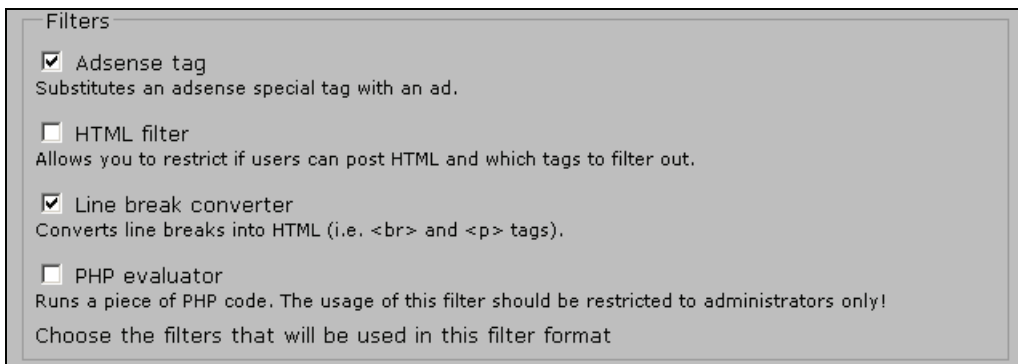 Filters
Adsense tag
Substitutes an adsense special tag with an ad.
HTML filter
Allows you to restrict if users can post HTML and which tags to filter out.
Line break converter
Converts line breaks into HTML (i.e. <br> and <p> tags).
PHP evaluator
Runs a piece of PHP code. The usage of this filter should be restricted to administrators only!
Choose the filters that will be used in this filter format